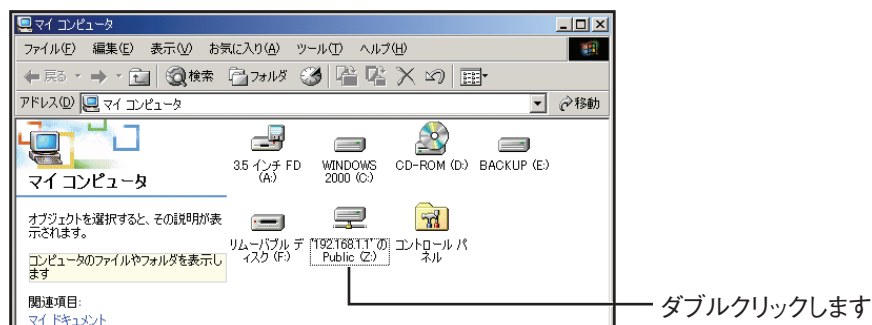 マイ コンピュータ
ファイル(F) 編集(E) 表示(V) お気に入り(A) ツール(T) ヘルプ(H)
戻る 検索 フォルダ
アドレス(D) マイ コンピュータ 移動
マイ コンピュータ
オブジェクトを選択すると、その説明が表
示されます。
コンピュータのファイルやフォルダを表示し
ます
関連項目:
マイ ドキュメント
3.5 インチ FD
(A:)
WINDOWS
2000 (C:)
CD-ROM (D:)
BACKUP (E:)
リムーバブル デ
ィスク (F:)
"192.168.1.1" の
Public (Z:)
コントロール パ
ネル
ダブルクリックします